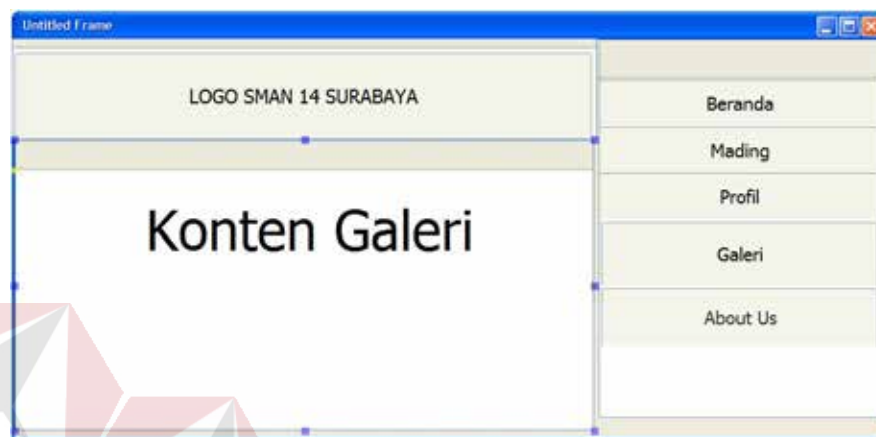 Untitled Frame
LOGO SMAN 14 SURABAYA
Beranda
Mading
Profil
Konten Galeri
Galeri
About Us